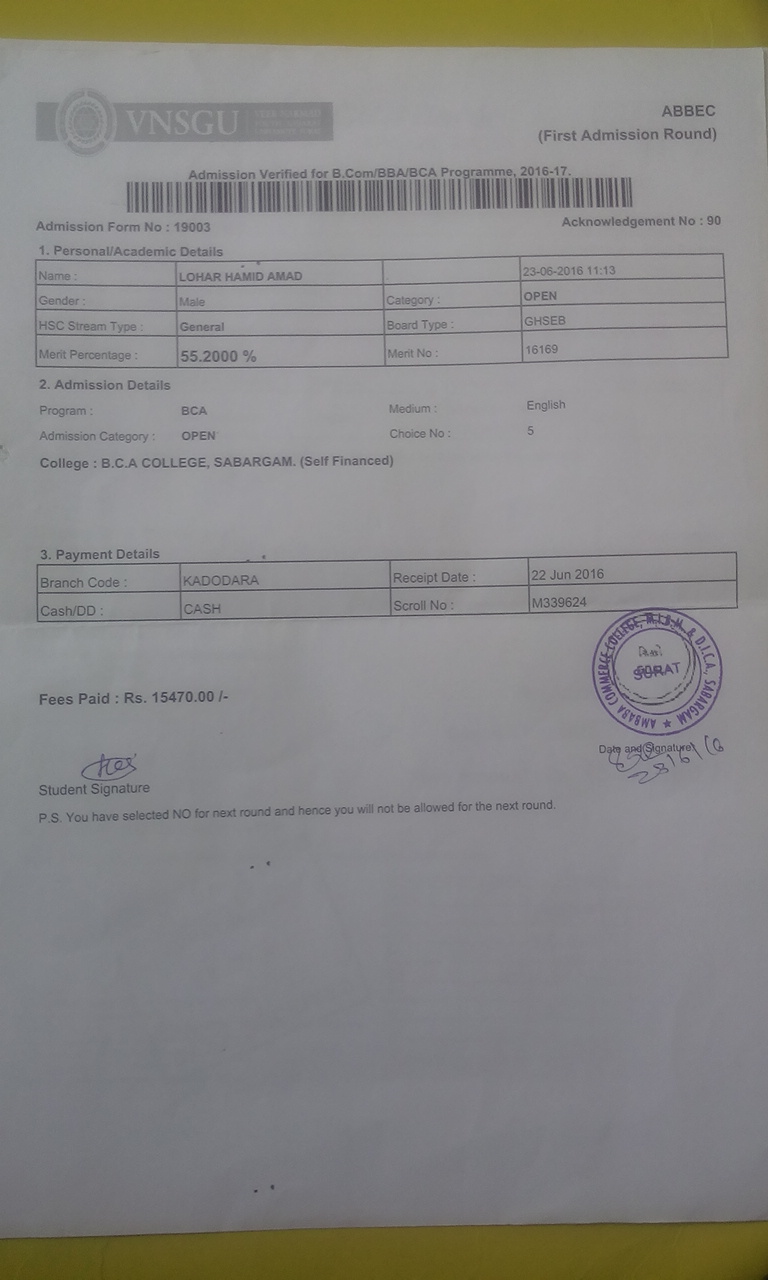 VNSGU
ABBEC
(First Admission Round)
Admission Verified for B.Com/BBA/BCA Programme, 2016-17.
Admission Form No : 19003
Acknowledgement No : 90
1. Personal/Academic Details
Name : LOHAR HAMID AMAD . 23-06-2016 11:13
Gender : Male Category : OPEN
HSC Stream Type : General Board Type : GHSEB
Merit Percentage : 55.2000 % Merit No : 16169
2. Admission Details
Program : BCA Medium : English
Admission Category : OPEN Choice No : 5
College : B.C.A COLLEGE, SABARGAM. (Self Financed)
3. Payment Details
Branch Code : KADODARA Receipt Date : 22 Jun 2016
Cash/DD : CASH Scroll No : M339624
AMBABA COMMERCE COLLEGE, & D.I.C.A., SABARGAM
SURAT
Fees Paid : Rs. 15470.00 /-
Date and(Signature)
Student Signature
P.S. You have selected NO for next round and hence you will not be allowed for the next round.